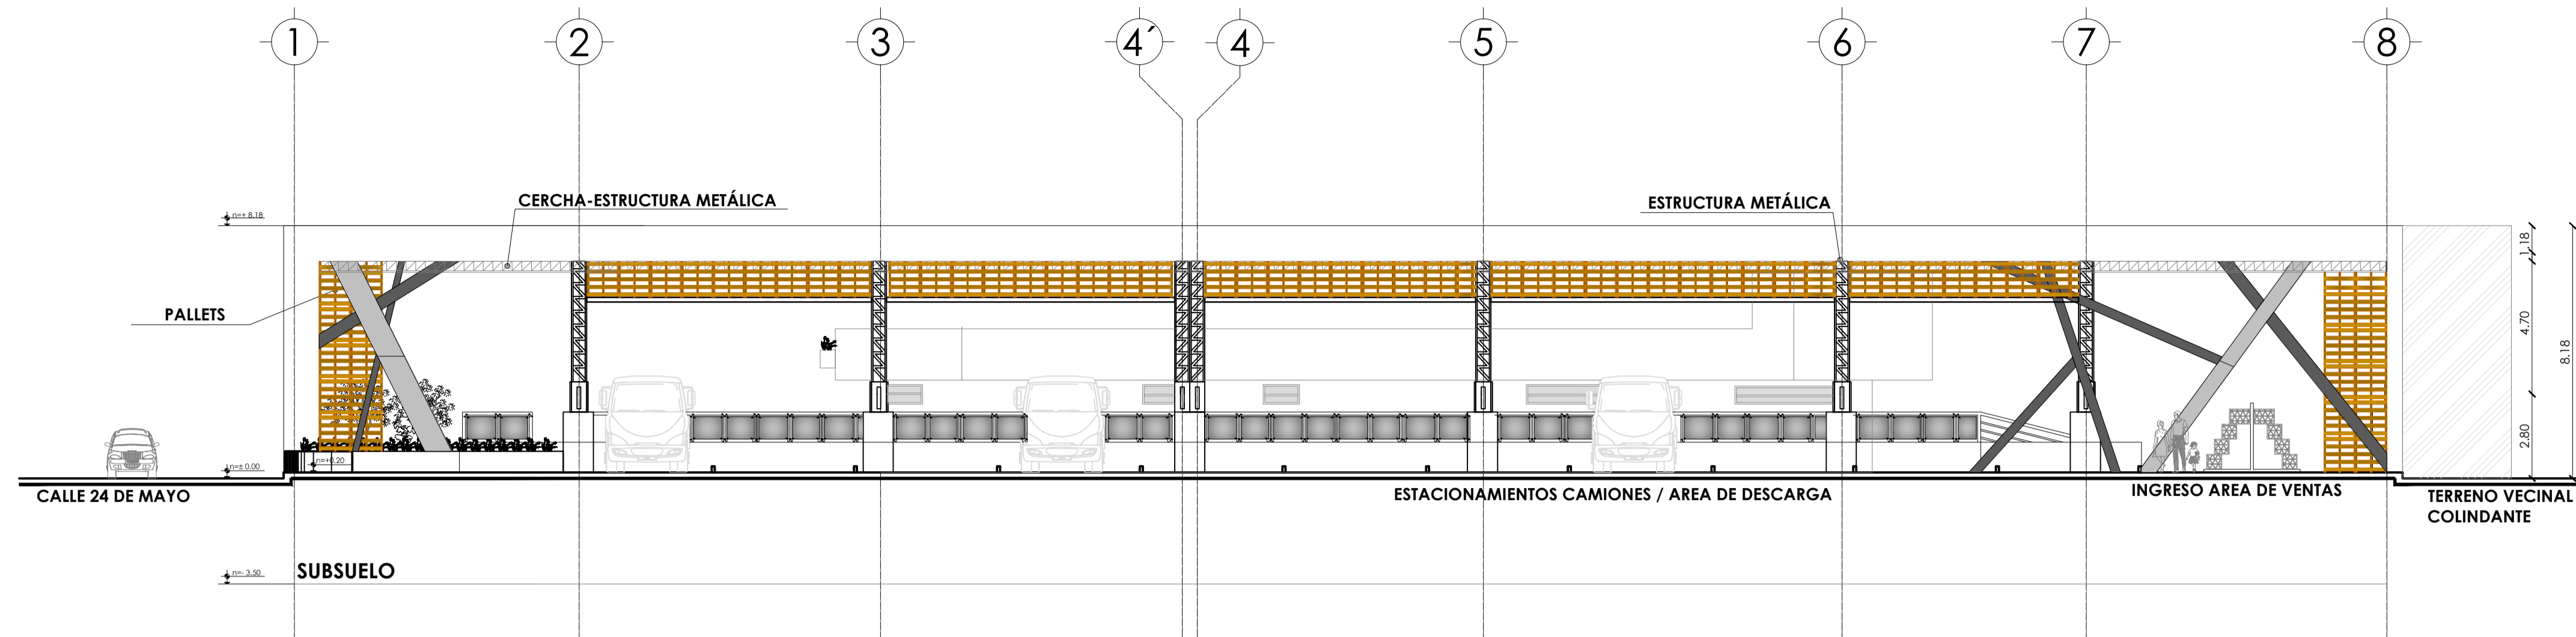 1
2
3
4´
4
5
6
7
8
CERCHA-ESTRUCTURA METÁLICA
ESTRUCTURA METÁLICA
n=+ 8.18
1.18
PALLETS
4.70
8.18
2.80
n=+0.20
n=± 0.00
CALLE 24 DE MAYO
ESTACIONAMIENTOS CAMIONES / AREA DE DESCARGA
INGRESO AREA DE VENTAS
TERRENO VECINAL
COLINDANTE
n=- 3.50
SUBSUELO